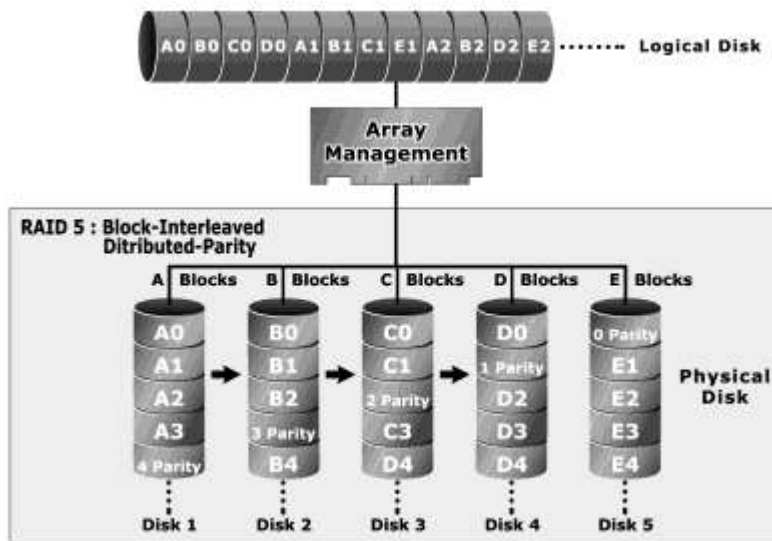 A0 B0 C0 D0 A1 B1 C1 E1 A2 B2 D2 E2 Logical Disk
Array
Management
RAID 5 : Block-Interleaved
Ditributed-Parity
A Blocks B Blocks C Blocks D Blocks E Blocks
A0 B0 C0 D0 0 Parity
A1 B1 C1 1 Parity E1
A2 B2 2 Parity D2 E2
A3 3 Parity C3 D3 E3
4 Parity B4 D4 D4 E4
Physical
Disk
Disk 1 Disk 2 Disk 3 Disk 4 Disk 5